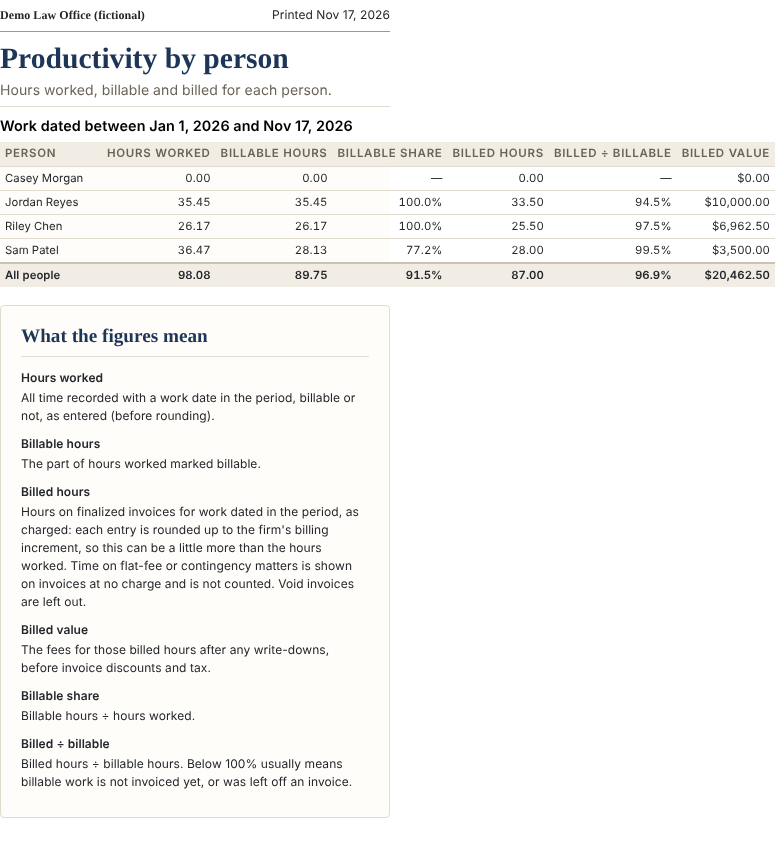 Demo Law Office (fictional) Printed Nov 17, 2026
Productivity by person
Hours worked, billable and billed for each person.
Work dated between Jan 1, 2026 and Nov 17, 2026
PERSON HOURS WORKED BILLABLE HOURS BILLABLE SHARE BILLED HOURS BILLED ÷ BILLABLE BILLED VALUE
Casey Morgan 0.00 0.00 — 0.00 — $0.00
Jordan Reyes 35.45 35.45 100.0% 33.50 94.5% $10,000.00
Riley Chen 26.17 26.17 100.0% 25.50 97.5% $6,962.50
Sam Patel 36.47 28.13 77.2% 28.00 99.5% $3,500.00
All people 98.08 89.75 91.5% 87.00 96.9% $20,462.50
What the figures mean
Hours worked
All time recorded with a work date in the period, billable or
not, as entered (before rounding).
Billable hours
The part of hours worked marked billable.
Billed hours
Hours on finalized invoices for work dated in the period, as
charged: each entry is rounded up to the firm's billing
increment, so this can be a little more than the hours
worked. Time on flat-fee or contingency matters is shown
on invoices at no charge and is not counted. Void invoices
are left out.
Billed value
The fees for those billed hours after any write-downs,
before invoice discounts and tax.
Billable share
Billable hours ÷ hours worked.
Billed ÷ billable
Billed hours ÷ billable hours. Below 100% usually means
billable work is not invoiced yet, or was left off an invoice.